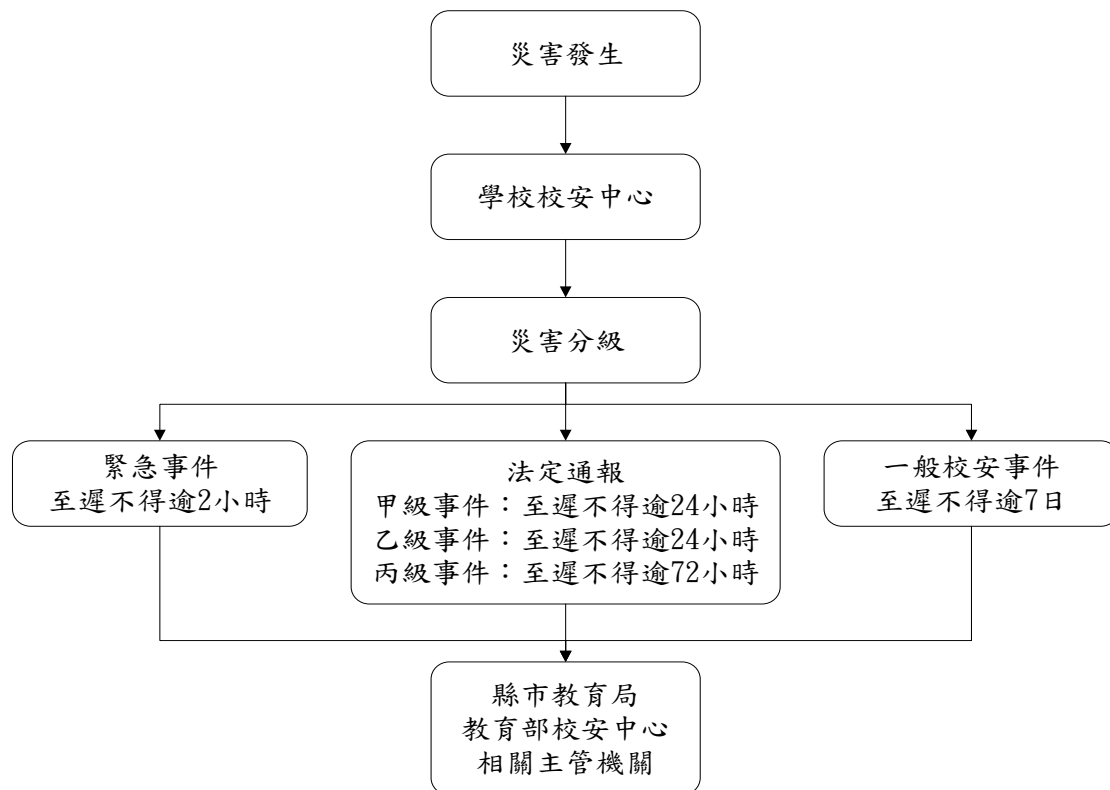 災害發生
學校校安中心
災害分級
緊急事件
至遲不得逾2小時
法定通報
甲級事件：至遲不得逾24小時
乙級事件：至遲不得逾24小時
丙級事件：至遲不得逾72小時
一般校安事件
至遲不得逾7日
縣市教育局
教育部校安中心
相關主管機關